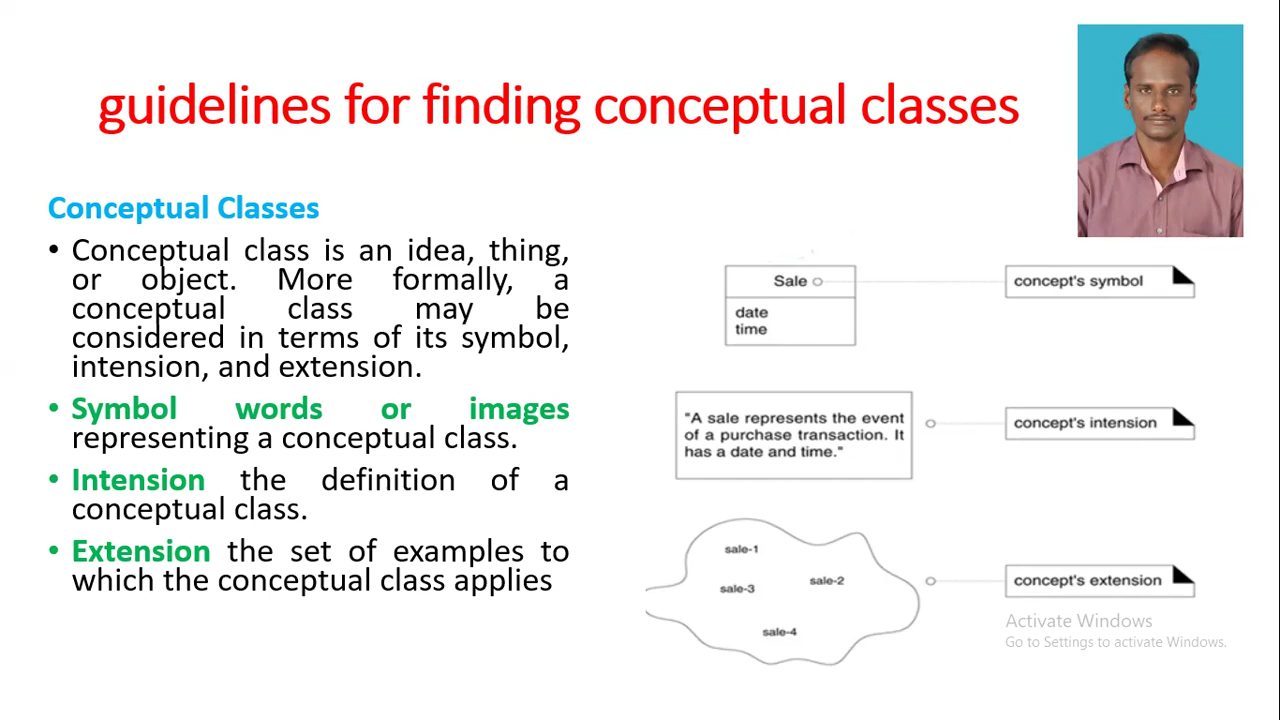 guidelines for finding conceptual classes
Conceptual Classes
• Conceptual class is an idea, thing,
or object. More formally, a
conceptual class may be
considered in terms of its symbol,
intension, and extension.
• Symbol words or images
representing a conceptual class.
• Intension the definition of a
conceptual class.
• Extension the set of examples to
which the conceptual class applies
Sale
concept's symbol
date
time
"A sale represents the event
of a purchase transaction. It
has a date and time."
concept's intension
sale-1
sale-2
sale-3
sale-4
concept's extension
Activate Windows
Go to Settings to activate Windows.